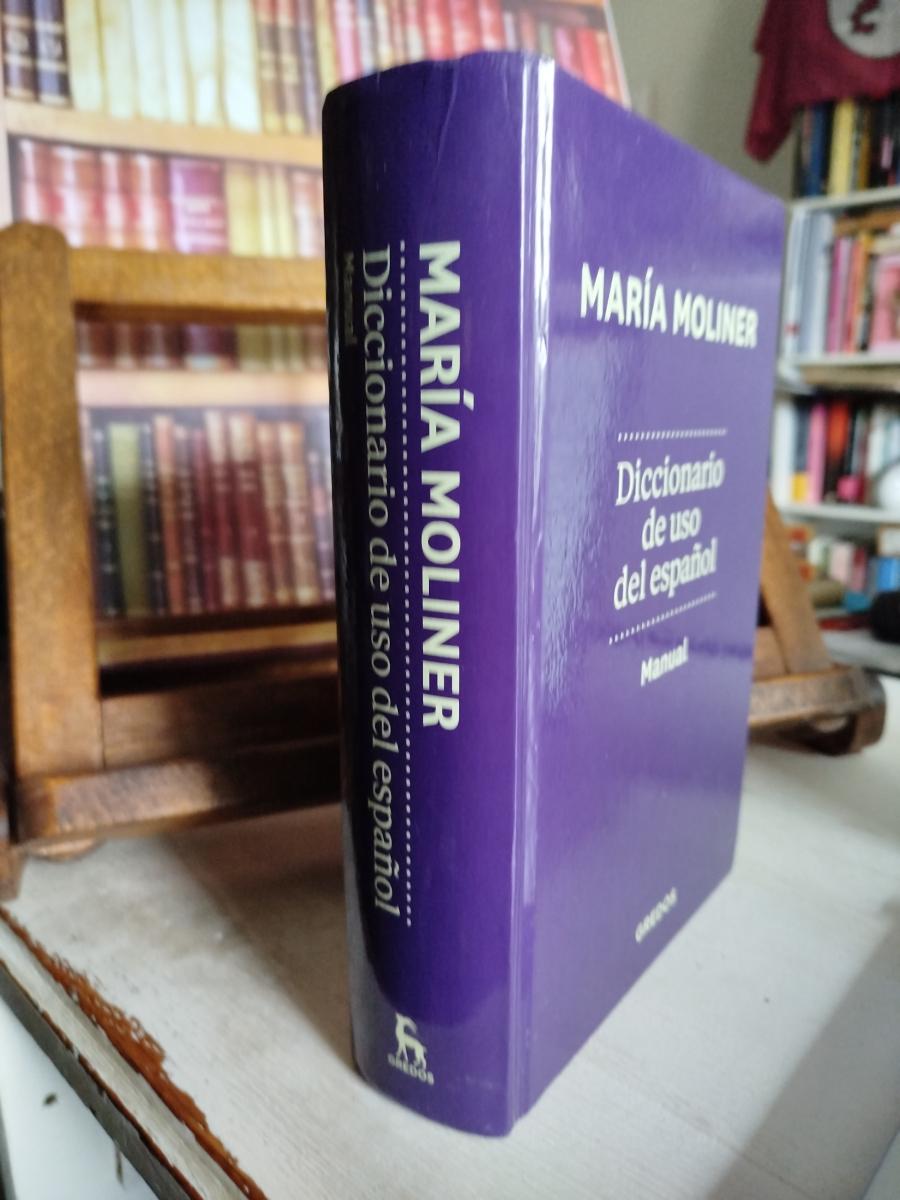 MARÍA MOLINER
Diccionario de uso del español
Manual
GREDOS
MARÍA MOLINER
Diccionario
de uso
del español
Manual
GREDOS